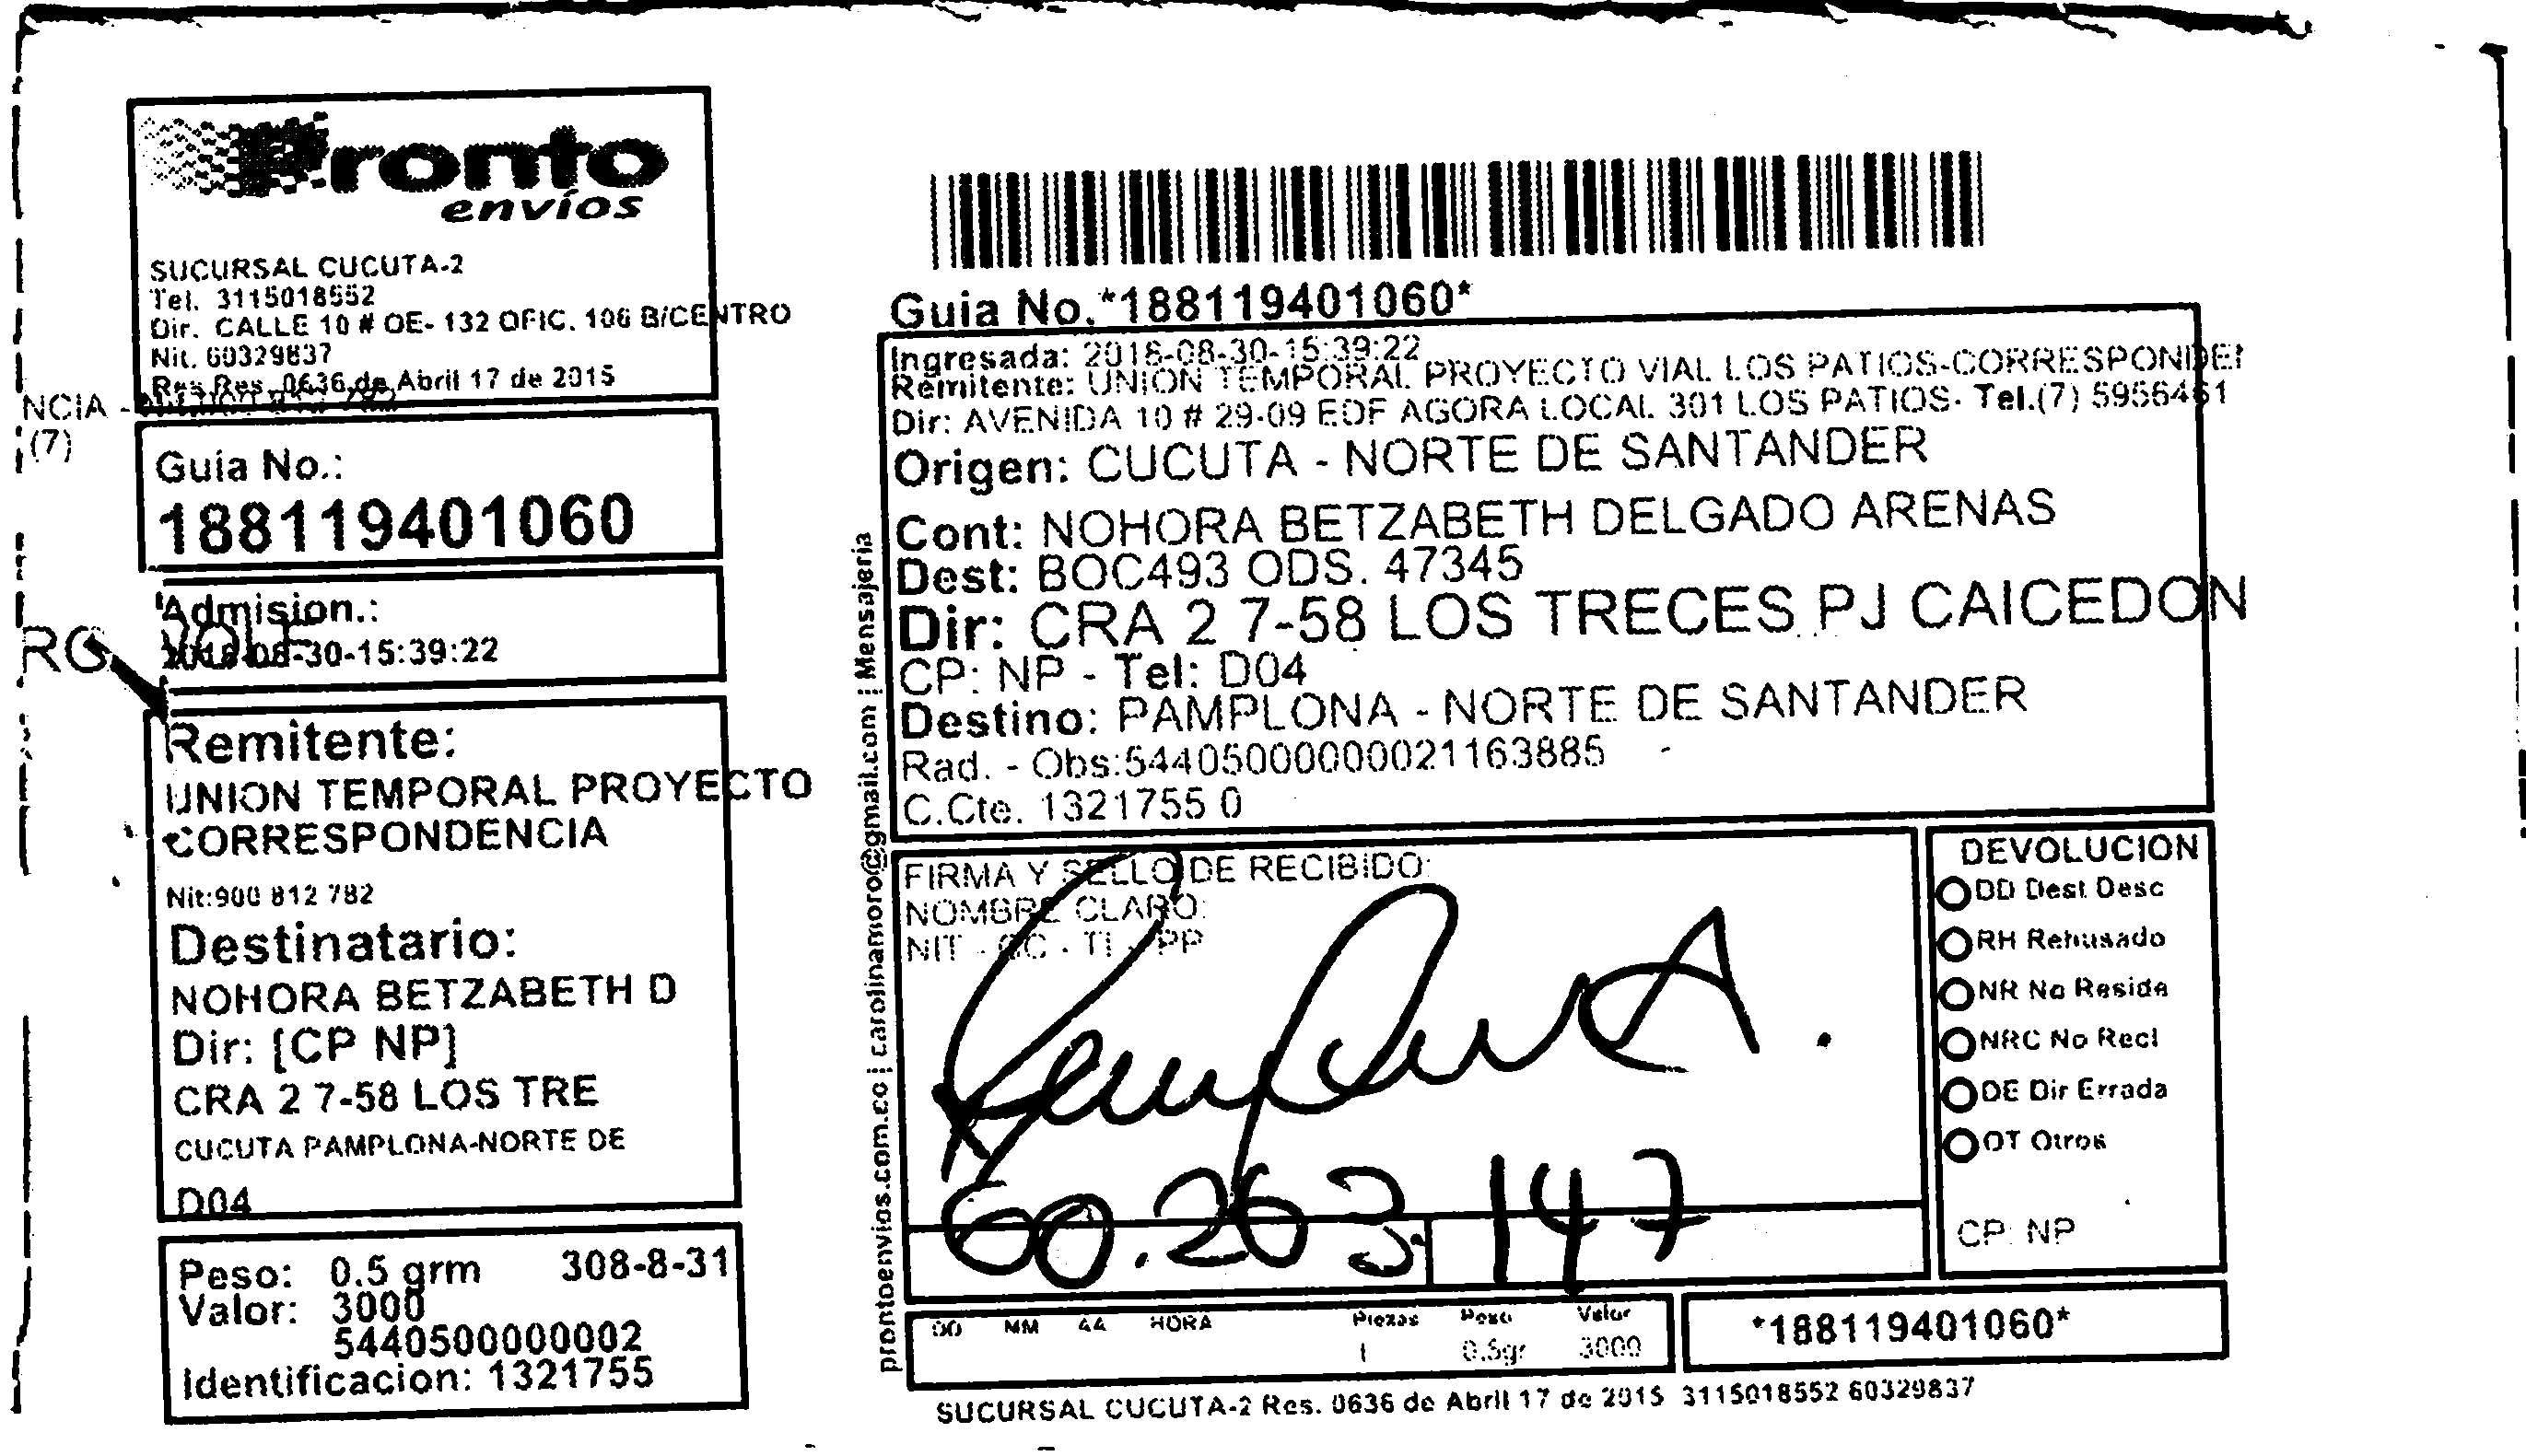 Pronto
envíos
SUCURSAL CUCUTA-2
Tel. 3115018552
Dir. CALLE 10 # OE- 132 OFIC. 106 B/CENTRO
Nit. 60329837
Res Res. 0636 de Abril 17 de 2015
NCIA -
(7)
Guia No.:
188119401060
Admision.:
-30-15:39:22
Remitente:
UNION TEMPORAL PROYECTO
CORRESPONDENCIA
Nit:900 812 782
Destinatario:
NOHORA BETZABETH D
Dir: [CP NP]
CRA 2 7-58 LOS TRE
CUCUTA PAMPLONA-NORTE DE
D04
Peso: 0.5 grm 308-8-31
Valor: 3000
5440500000002
Identificacion: 1321755
prontoenvios.com.co | carolinamoro@gmail.com | Mensajeria
Guia No.*188119401060*
Ingresada: 2018-08-30-15:39:22
Remitente: UNION TEMPORAL PROYECTO VIAL LOS PATIOS-CORRESPONDEN
Dir: AVENIDA 10 # 29-09 EDF AGORA LOCAL 301 LOS PATIOS- Tel.(7) 5956461
Origen: CUCUTA - NORTE DE SANTANDER
Cont: NOHORA BETZABETH DELGADO ARENAS
Dest: BOC493 ODS. 47345
Dir: CRA 2 7-58 LOS TRECES PJ CAICEDON
CP: NP - Tel: D04
Destino: PAMPLONA - NORTE DE SANTANDER
Rad. - Obs:544050000000021163885
C.Cte. 1321755 0
FIRMA Y SELLO DE RECIBIDO:
NOMBRE CLARO:
NIT - CC - TI - PP
60.263 147
DEVOLUCION
DD Dest Desc
RH Rehusado
NR No Reside
NRC No Recl
DE Dir Errada
OT Otros
CP: NP
DD MM AA HORA Piezas Peso Valor
1 0.5gr 3000
*188119401060*
SUCURSAL CUCUTA-2 Res. 0636 de Abril 17 de 2015 3115018552 60329837